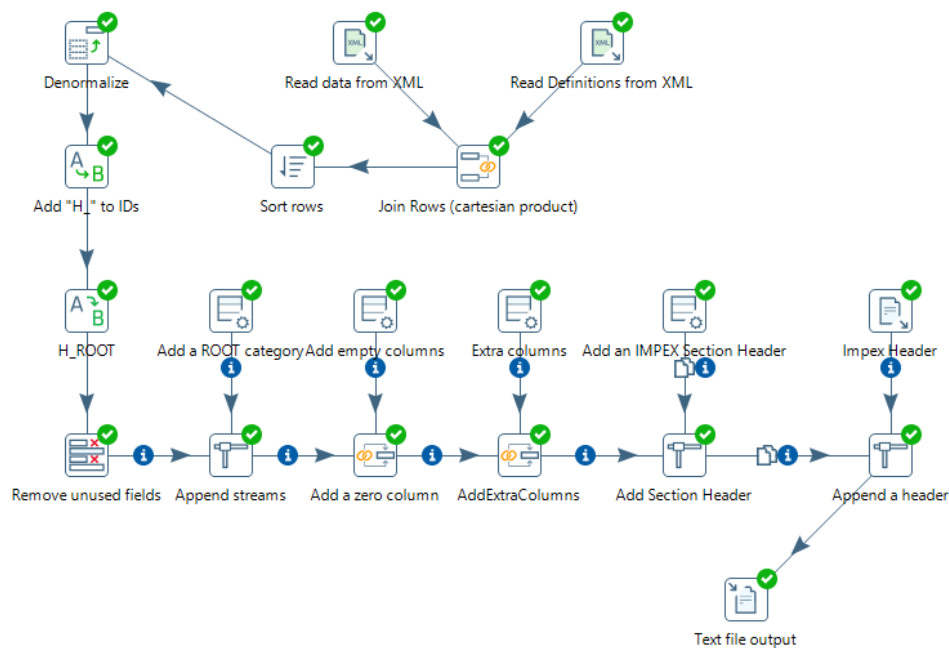 Denormalize
Read data from XML
Read Definitions from XML
Add "H_" to IDs
Sort rows
Join Rows (cartesian product)
H_ROOT
Add a ROOT category
Add empty columns
Extra columns
Add an IMPEX Section Header
Impex Header
Remove unused fields
Append streams
Add a zero column
AddExtraColumns
Add Section Header
Append a header
Text file output